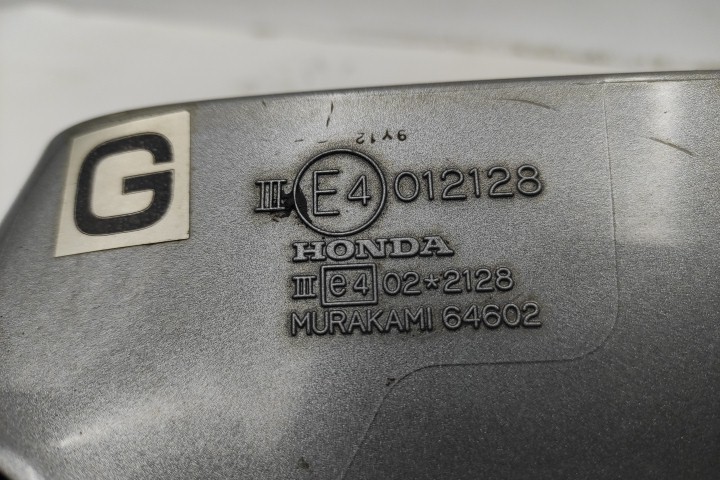 G
9Y12
III E4 012128
HONDA
III e4 02*2128
MURAKAMI 64602